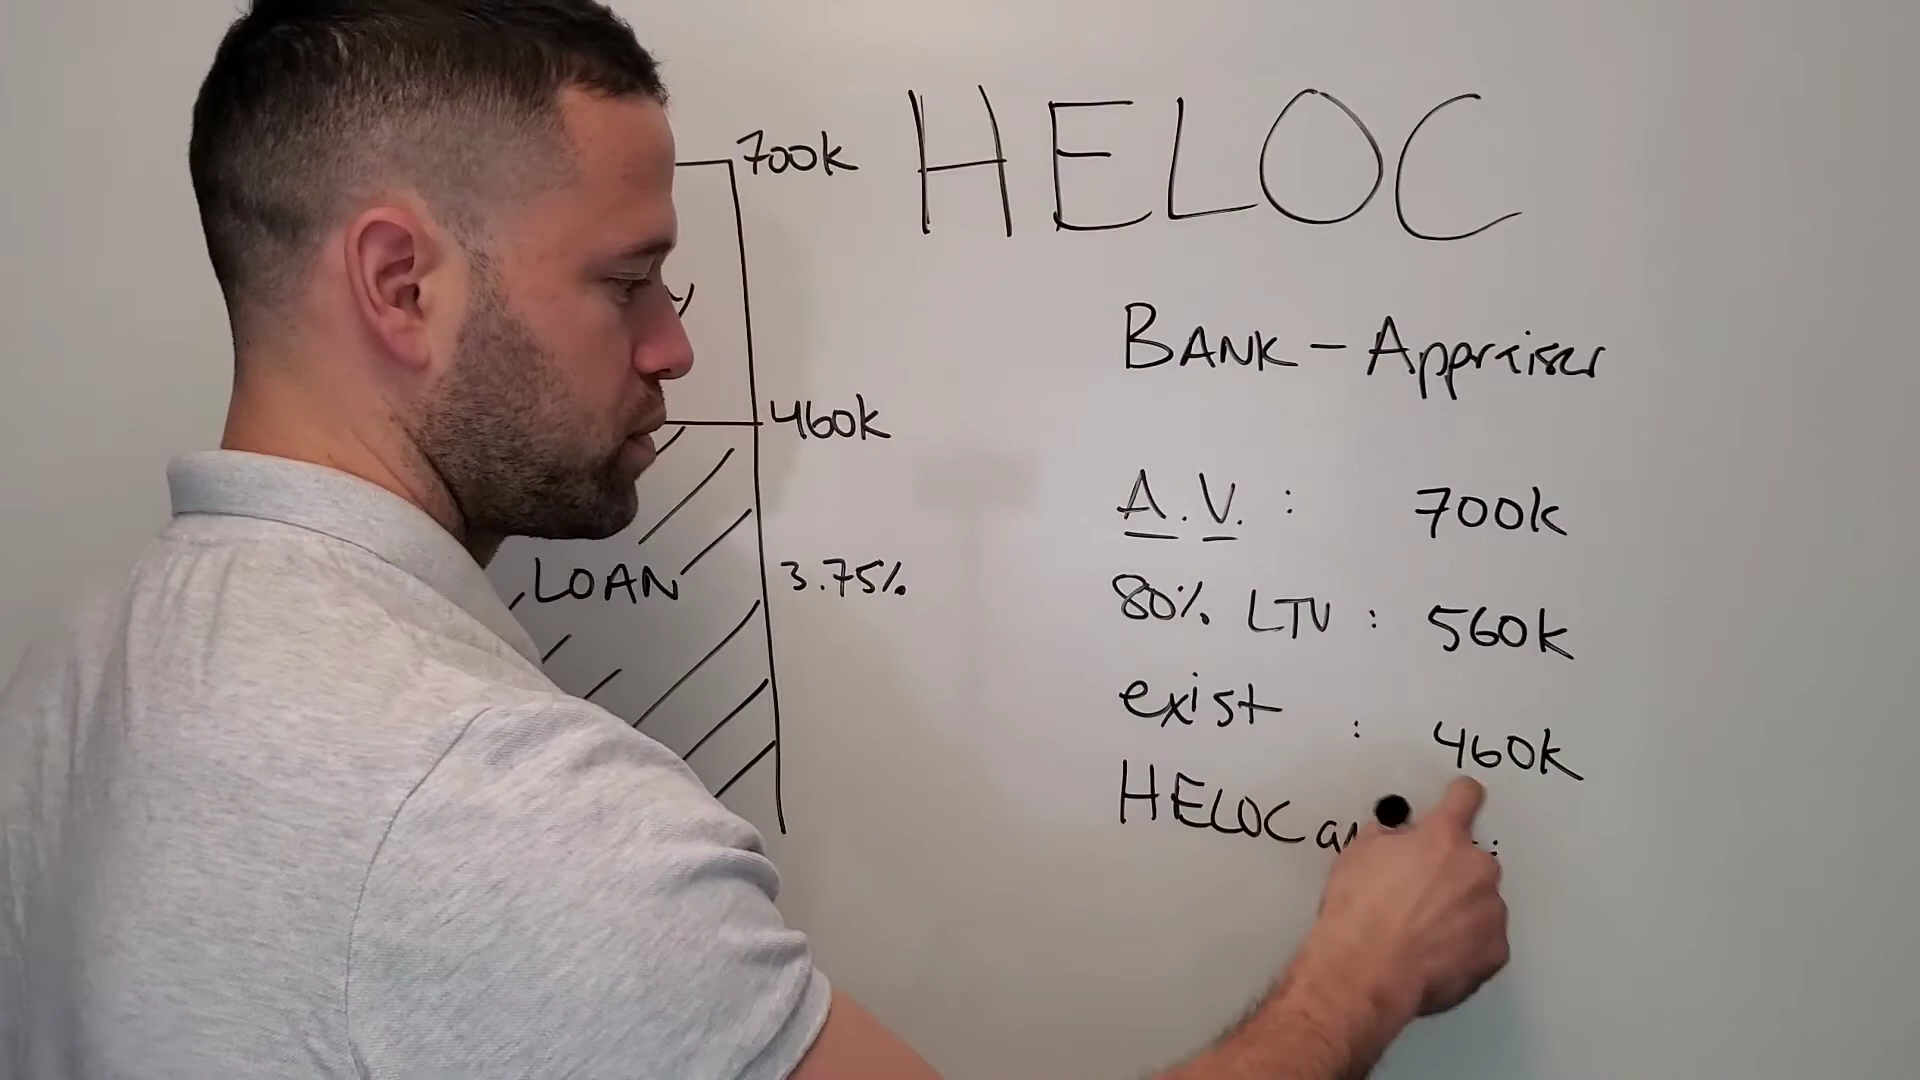 HELOC
700k
BANK - Appraiser
460k
A.V. : 700k
3.75%
LOAN
80% LTV : 560k
exist : 460k
HELOC :